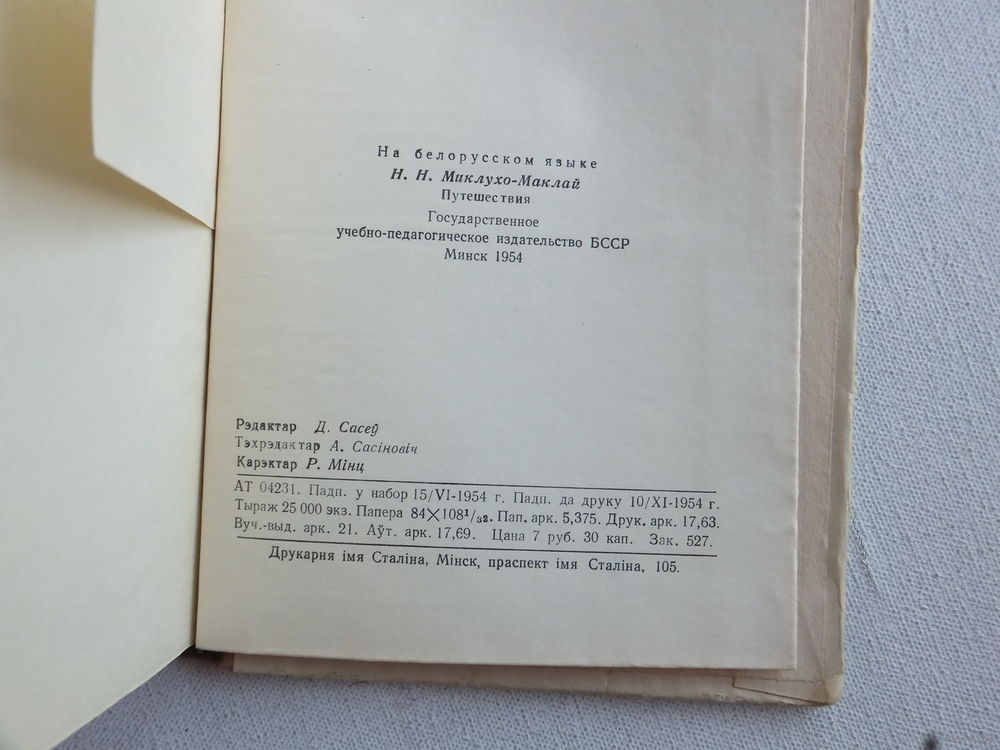 На белорусском языке
Н. Н. Миклухо-Маклай
Путешествия
Государственное
учебно-педагогическое издательство БССР
Минск 1954
Рэдактар Д. Сасеў
Тэхрэдактар А. Сасіновіч
Карэктар Р. Мінц
АТ 04231. Падп. у набор 15/VI-1954 г. Падп. да друку 10/XI-1954 г.
Тыраж 25 000 экз. Папера 84×108¹/₃₂. Пап. арк. 5,375. Друк. арк. 17,63.
Вуч.-выд. арк. 21. Аўт. арк. 17,69. Цана 7 руб. 30 кап. Зак. 527.
Друкарня імя Сталіна, Мінск, праспект імя Сталіна, 105.